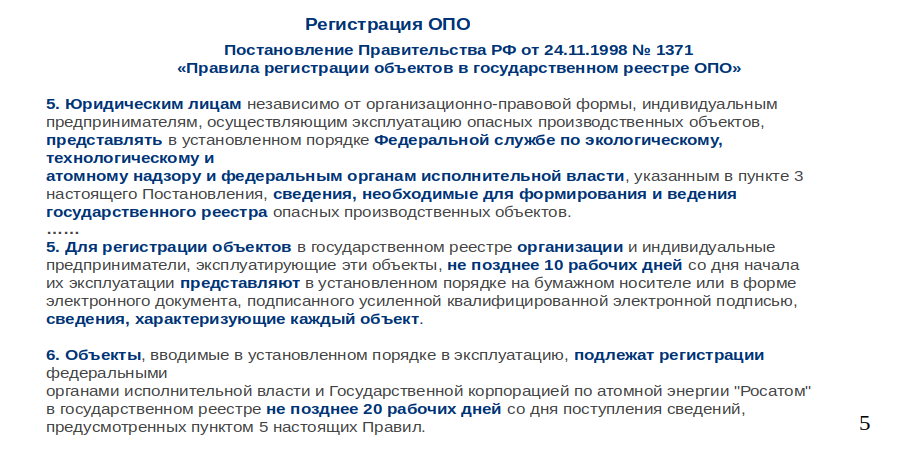 Регистрация ОПО
Постановление Правительства РФ от 24.11.1998 № 1371
«Правила регистрации объектов в государственном реестре ОПО»
5. Юридическим лицам независимо от организационно-правовой формы, индивидуальным
предпринимателям, осуществляющим эксплуатацию опасных производственных объектов,
представлять в установленном порядке Федеральной службе по экологическому,
технологическому и
атомному надзору и федеральным органам исполнительной власти, указанным в пункте 3
настоящего Постановления, сведения, необходимые для формирования и ведения
государственного реестра опасных производственных объектов.
……
5. Для регистрации объектов в государственном реестре организации и индивидуальные
предприниматели, эксплуатирующие эти объекты, не позднее 10 рабочих дней со дня начала
их эксплуатации представляют в установленном порядке на бумажном носителе или в форме
электронного документа, подписанного усиленной квалифицированной электронной подписью,
сведения, характеризующие каждый объект.
6. Объекты, вводимые в установленном порядке в эксплуатацию, подлежат регистрации
федеральными
органами исполнительной власти и Государственной корпорацией по атомной энергии "Росатом"
в государственном реестре не позднее 20 рабочих дней со дня поступления сведений,
предусмотренных пунктом 5 настоящих Правил.
5